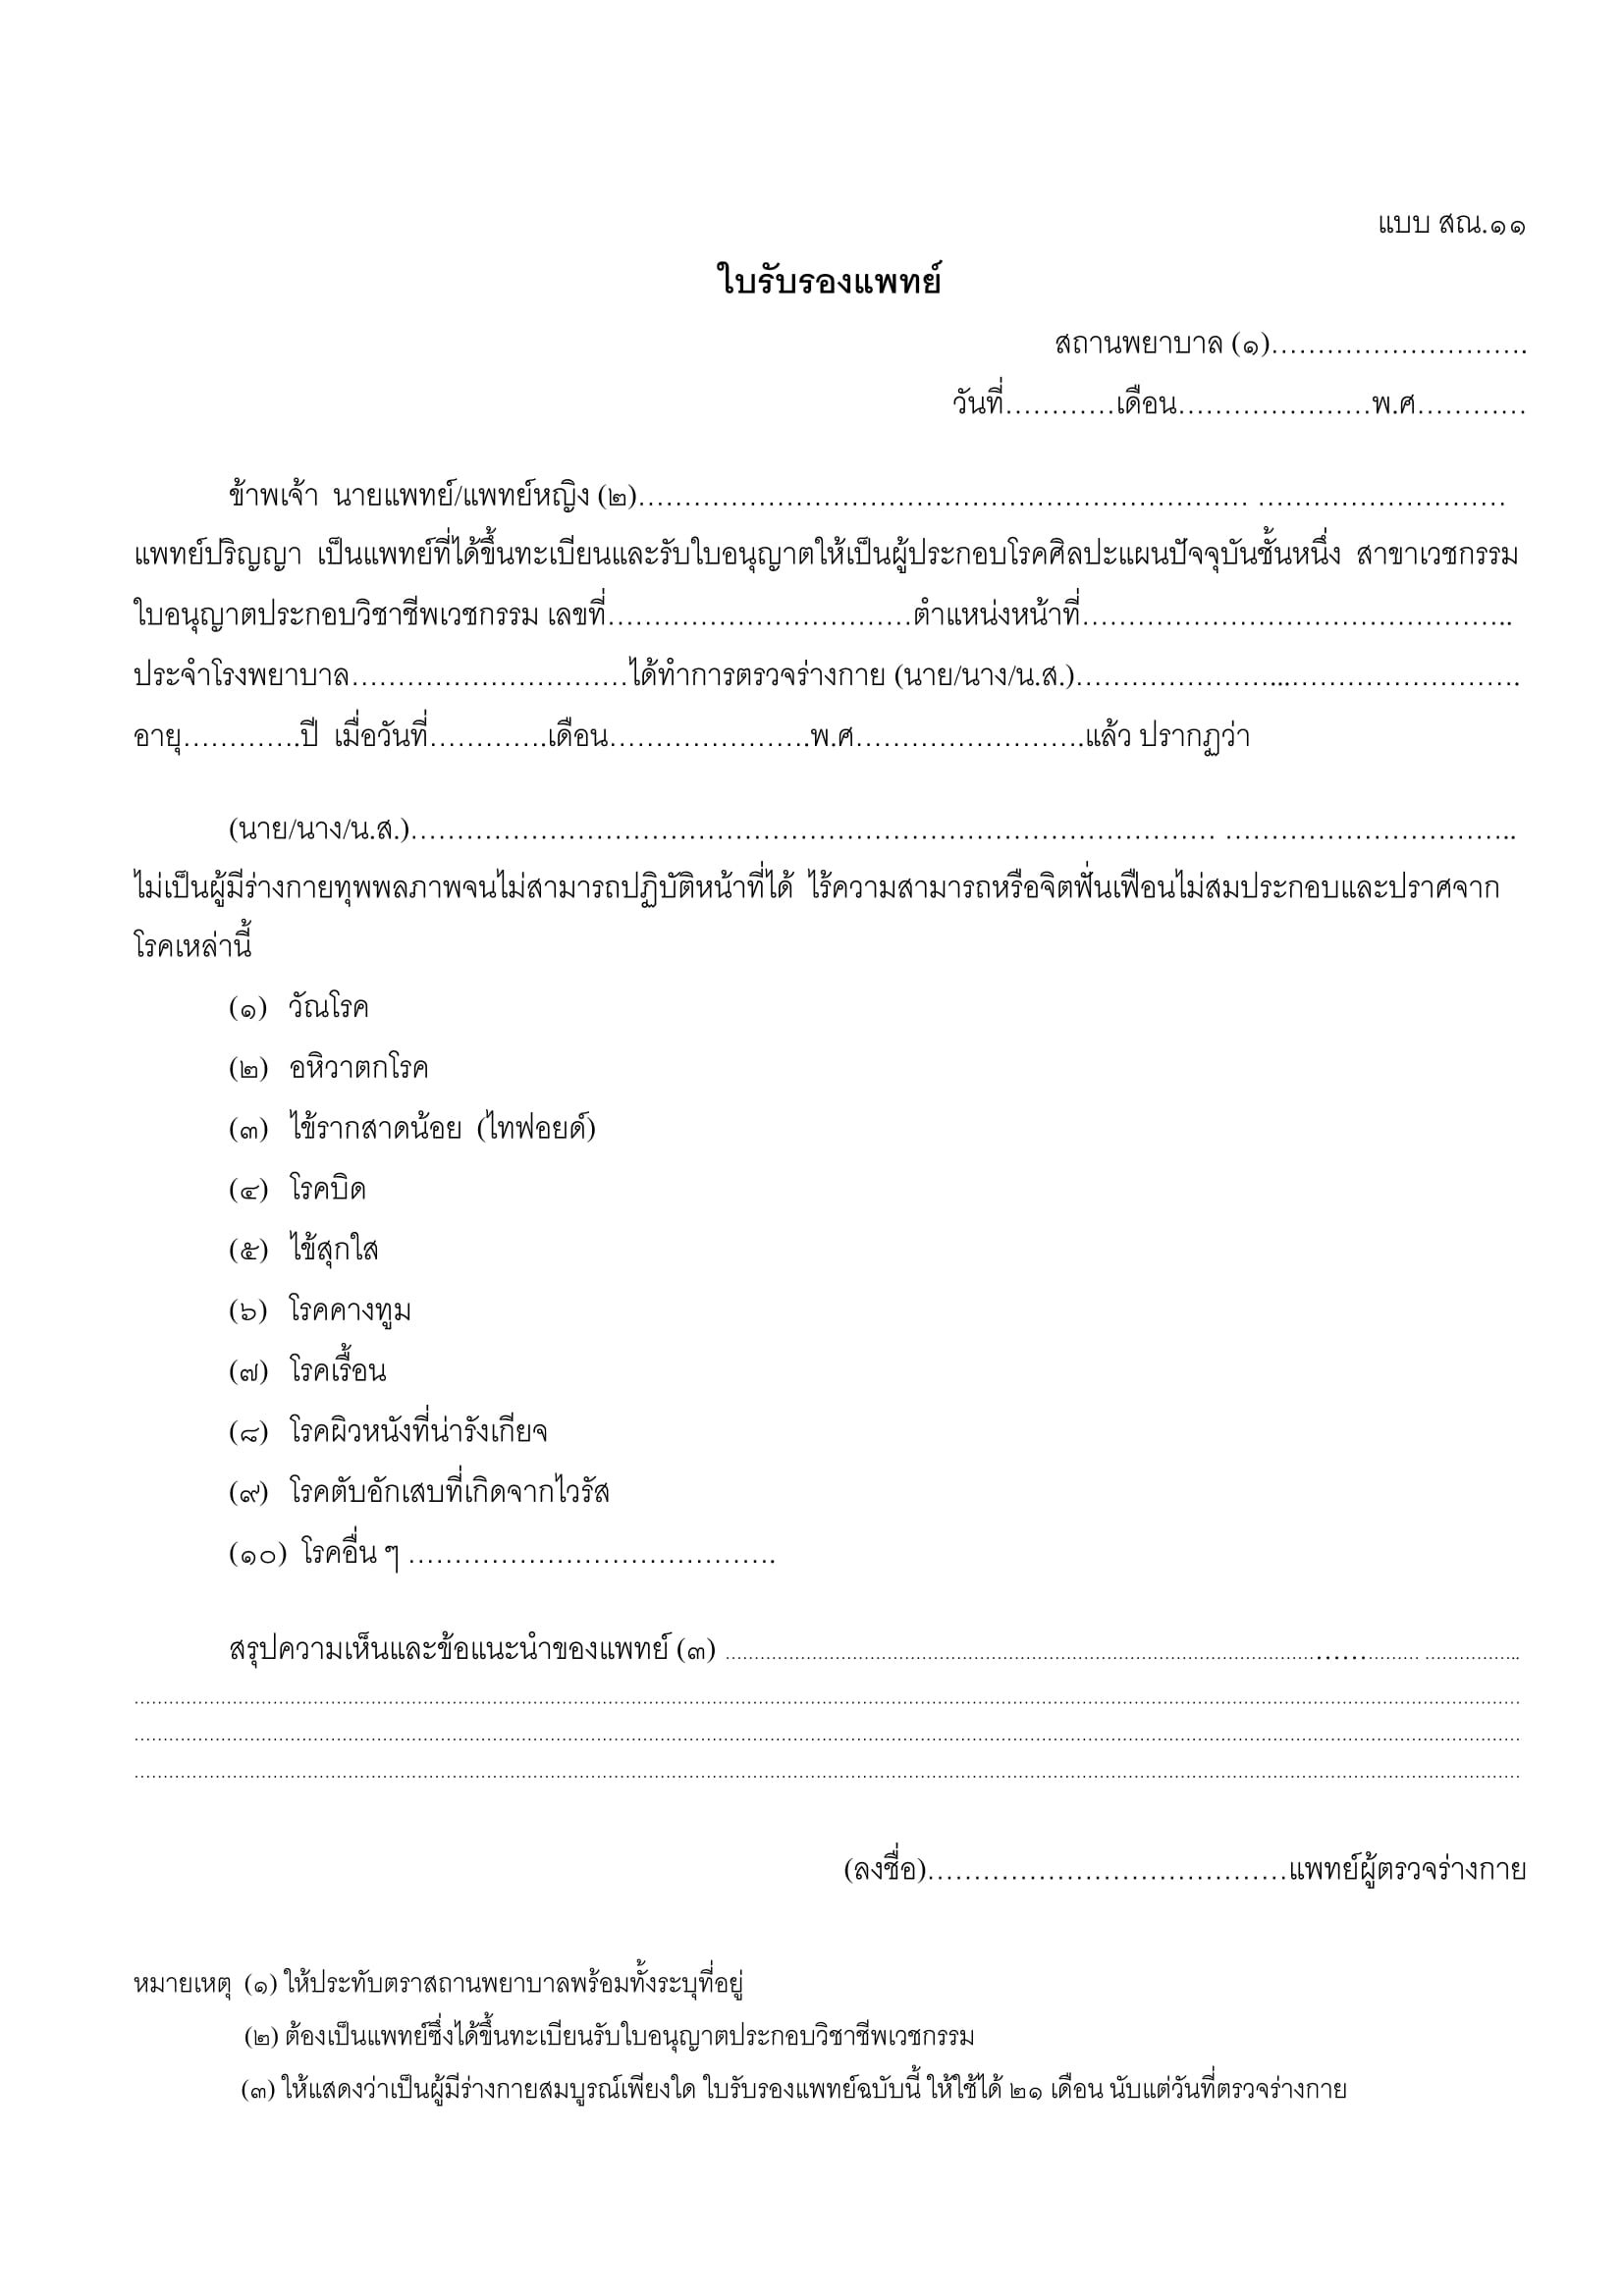 แบบ สณ.๑๑
ใบรับรองแพทย์
สถานพยาบาล (๑)……………………….
วันที่…………เดือน…………………พ.ศ…………
ข้าพเจ้า  นายแพทย์/แพทย์หญิง (๒)………………………………………………………… ………………………
แพทย์ปริญญา  เป็นแพทย์ที่ได้ขึ้นทะเบียนและรับใบอนุญาตให้เป็นผู้ประกอบโรคศิลปะแผนปัจจุบันชั้นหนึ่ง  สาขาเวชกรรม
ใบอนุญาตประกอบวิชาชีพเวชกรรม เลขที่……………………………ตำแหน่งหน้าที่………………………………………..
ประจำโรงพยาบาล…………………………ได้ทำการตรวจร่างกาย (นาย/นาง/น.ส.)…………………...…………………….
อายุ………….ปี  เมื่อวันที่………….เดือน………………….พ.ศ…………………….แล้ว ปรากฏว่า
(นาย/นาง/น.ส.)…………………………………………………………………………… …………………………..
ไม่เป็นผู้มีร่างกายทุพพลภาพจนไม่สามารถปฏิบัติหน้าที่ได้  ไร้ความสามารถหรือจิตฟั่นเฟือนไม่สมประกอบและปราศจาก
โรคเหล่านี้
(๑)  วัณโรค
(๒)  อหิวาตกโรค
(๓)  ไข้รากสาดน้อย  (ไทฟอยด์)
(๔)  โรคบิด
(๕)  ไข้สุกใส
(๖)  โรคคางทูม
(๗)  โรคเรื้อน
(๘)  โรคผิวหนังที่น่ารังเกียจ
(๙)  โรคตับอักเสบที่เกิดจากไวรัส
(๑๐)  โรคอื่น ๆ ………………………………….
สรุปความเห็นและข้อแนะนำของแพทย์ (๓) ……………………………………………………………………… ……………..
………………………………………………………………………………………………………………
………………………………………………………………………………………………………………
………………………………………………………………………………………………………………
(ลงชื่อ)…………………………………แพทย์ผู้ตรวจร่างกาย
หมายเหตุ  (๑) ให้ประทับตราสถานพยาบาลพร้อมทั้งระบุที่อยู่
(๒) ต้องเป็นแพทย์ซึ่งได้ขึ้นทะเบียนรับใบอนุญาตประกอบวิชาชีพเวชกรรม
(๓) ให้แสดงว่าเป็นผู้มีร่างกายสมบูรณ์เพียงใด ใบรับรองแพทย์ฉบับนี้ ให้ใช้ได้ ๒๑ เดือน นับแต่วันที่ตรวจร่างกาย